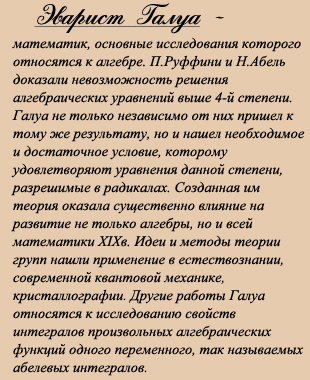 Эварист Галуа -
математик, основные исследования которого
относятся к алгебре. П.Руффини и Н.Абель
доказали невозможность решения
алгебраических уравнений выше 4-й степени.
Галуа не только независимо от них пришел к
тому же результату, но и нашел необходимое
и достаточное условие, которому
удовлетворяют уравнения данной степени,
разрешимые в радикалах. Созданная им
теория оказала существенно влияние на
развитие не только алгебры, но и всей
математики XIXв. Идеи и методы теории
групп нашли применение в естествознании,
современной квантовой механике,
кристаллографии. Другие работы Галуа
относятся к исследованию свойств
интегралов произвольных алгебраических
функций одного переменного, так называемых
абелевых интегралов.